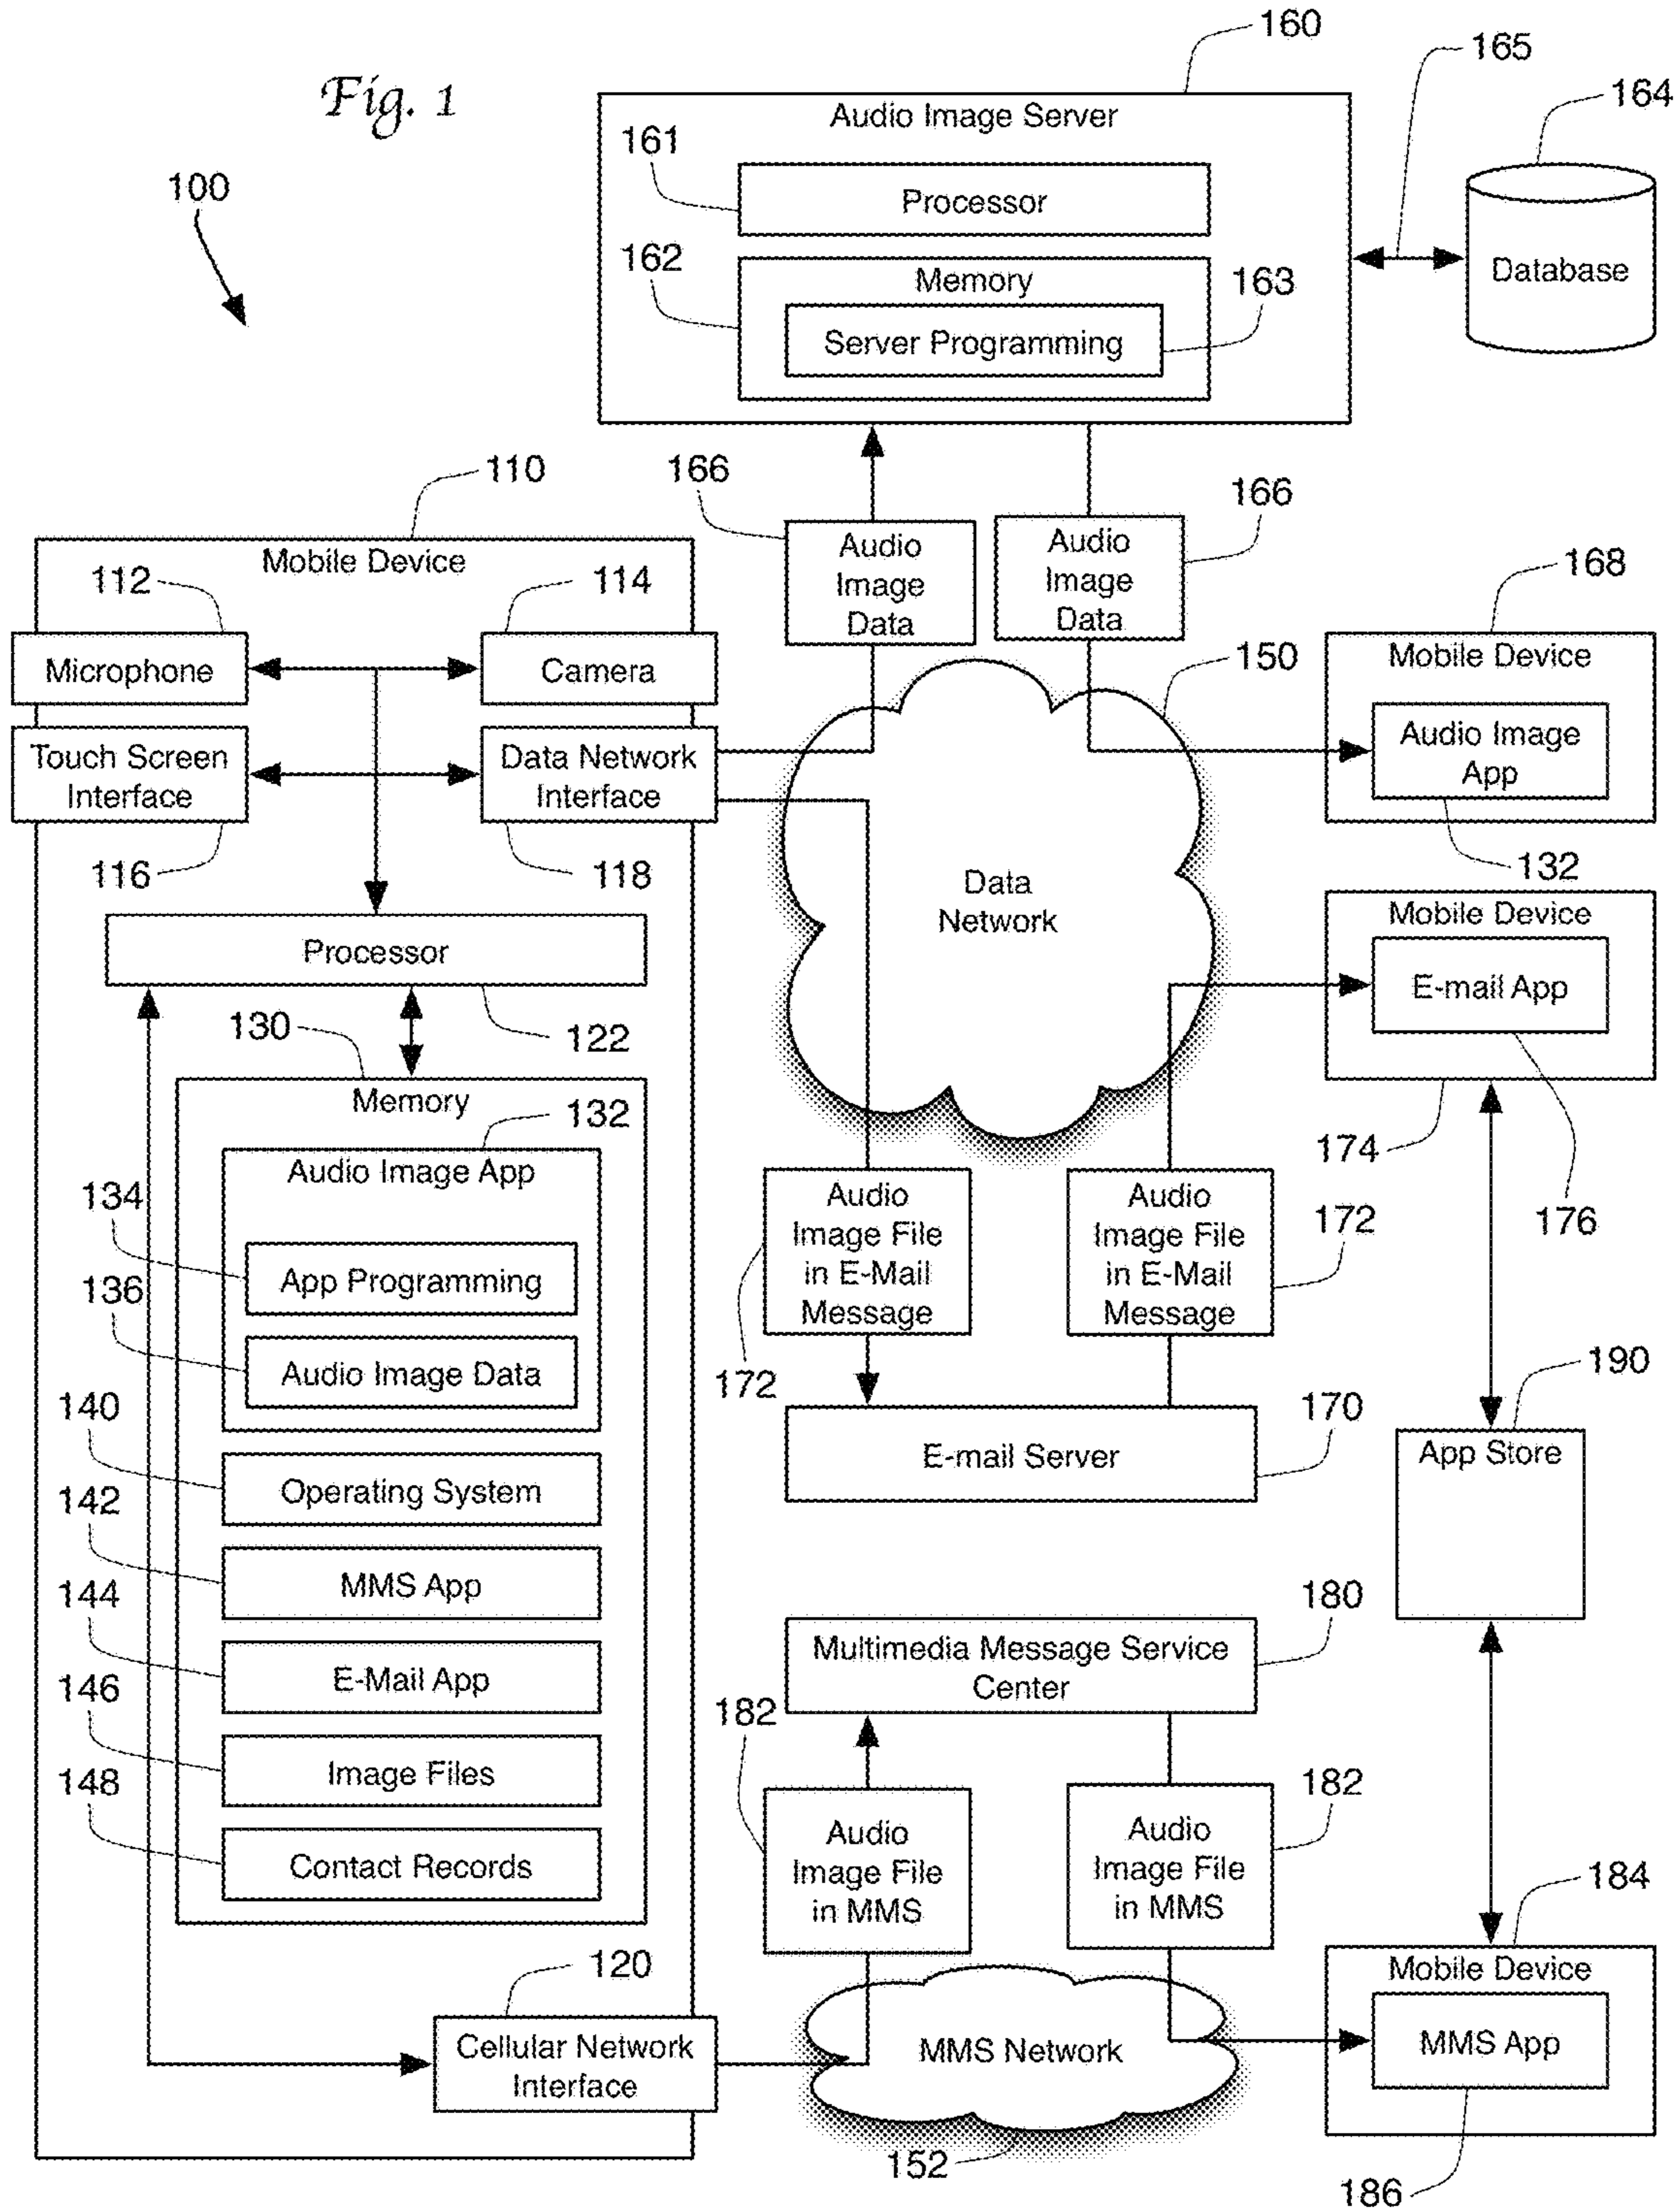 Fig. 1
100
160
165
164
Audio Image Server
161
Processor
162
Memory
163
Server Programming
Database
110
166
166
Audio
Image
Data
Audio
Image
Data
Mobile Device
112
114
Microphone
Camera
Touch Screen
Interface
Data Network
Interface
116
118
Processor
122
130
Memory
132
Audio Image App
134
App Programming
136
Audio Image Data
140
Operating System
142
MMS App
144
E-Mail App
146
Image Files
148
Contact Records
120
Cellular Network
Interface
150
Data
Network
168
Mobile Device
Audio Image
App
132
Mobile Device
E-mail App
174
176
Audio
Image File
in E-Mail
Message
172
Audio
Image File
in E-Mail
Message
172
E-mail Server
170
190
App Store
180
Multimedia Message Service
Center
182
Audio
Image File
in MMS
182
Audio
Image File
in MMS
MMS Network
152
184
Mobile Device
MMS App
186